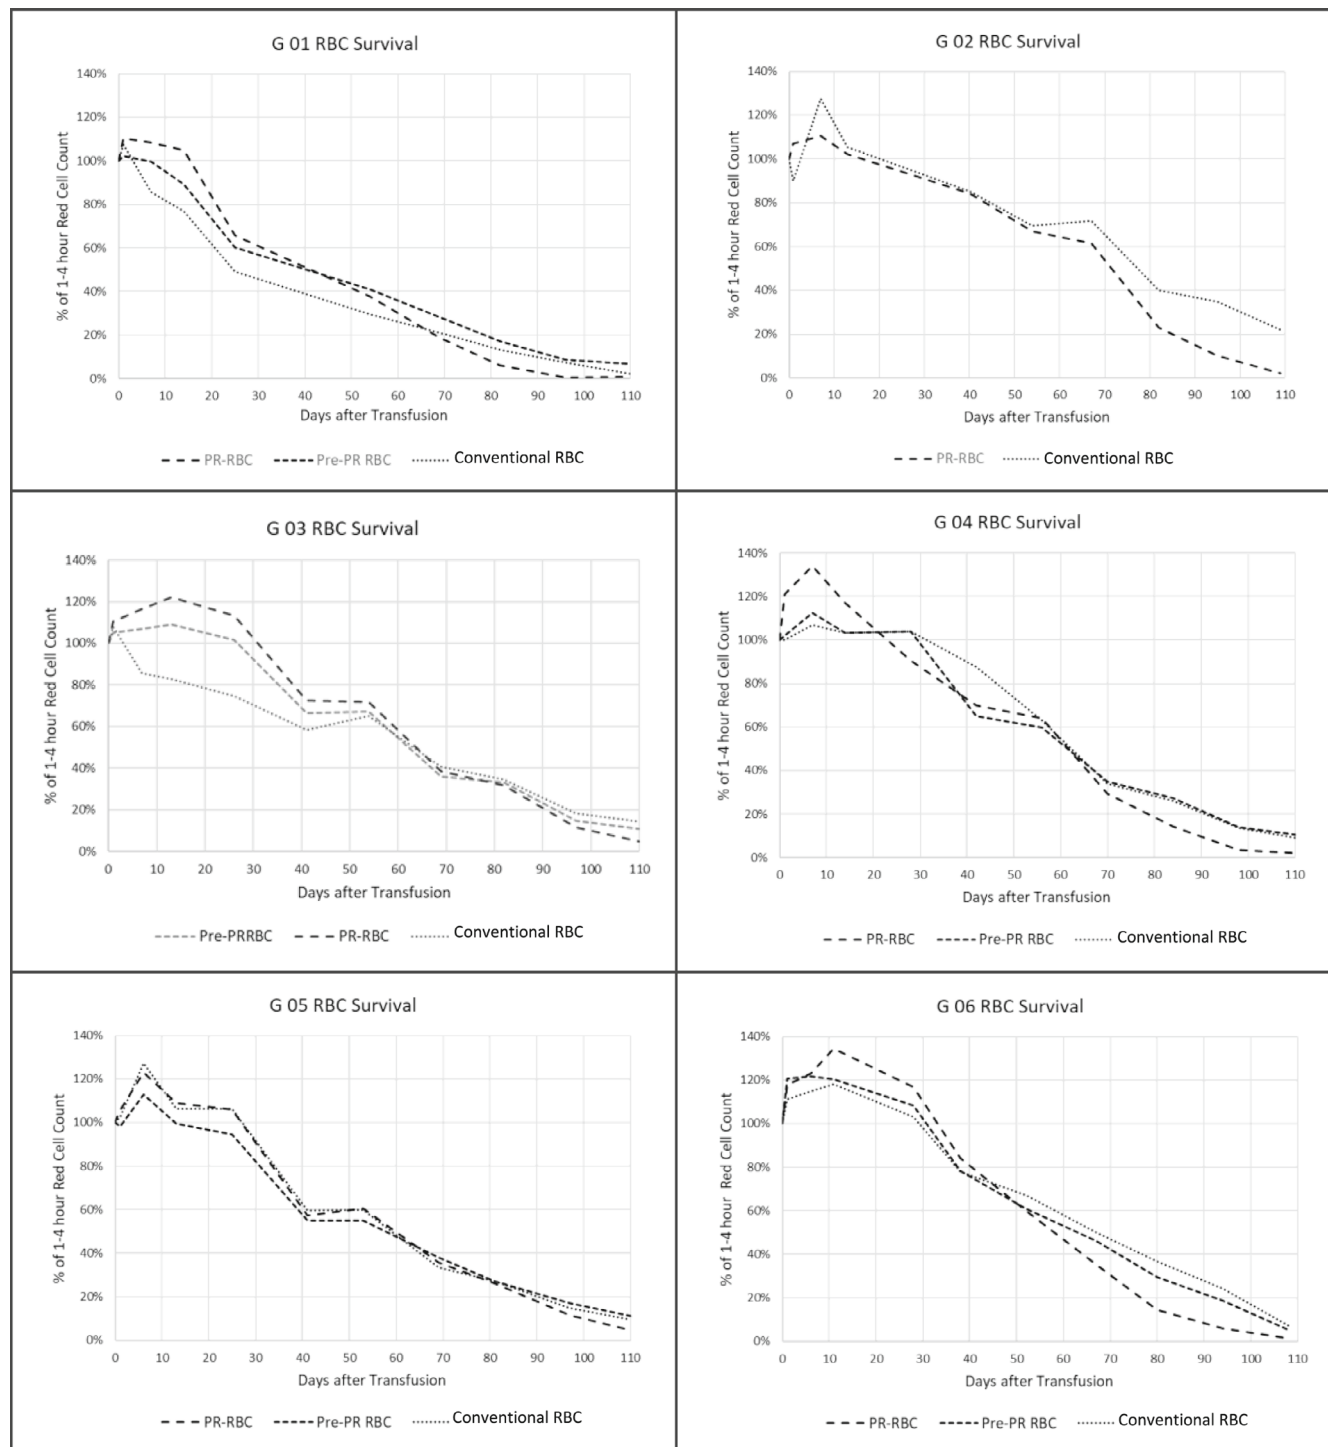 G 01 RBC Survival
% of 1-4 hour Red Cell Count
140%
120%
100%
80%
60%
40%
20%
0%
0 10 20 30 40 50 60 70 80 90 100 110
Days after Transfusion
PR-RBC Pre-PR RBC Conventional RBC
G 02 RBC Survival
% of 1-4 hour Red Cell Count
140%
120%
100%
80%
60%
40%
20%
0%
0 10 20 30 40 50 60 70 80 90 100 110
Days after Transfusion
PR-RBC Conventional RBC
G 03 RBC Survival
% of 1-4 hour Red Cell Count
140%
120%
100%
80%
60%
40%
20%
0%
0 10 20 30 40 50 60 70 80 90 100 110
Days after Transfusion
Pre-PRRBC PR-RBC Conventional RBC
G 04 RBC Survival
% of 1-4 hour Red Cell Count
140%
120%
100%
80%
60%
40%
20%
0%
0 10 20 30 40 50 60 70 80 90 100 110
Days after Transfusion
PR-RBC Pre-PR RBC Conventional RBC
G 05 RBC Survival
% of 1-4 hour Red Cell Count
140%
120%
100%
80%
60%
40%
20%
0%
0 10 20 30 40 50 60 70 80 90 100 110
Days after Transfusion
PR-RBC Pre-PR RBC Conventional RBC
G 06 RBC Survival
% of 1-4 hour Red Cell Count
140%
120%
100%
80%
60%
40%
20%
0%
0 10 20 30 40 50 60 70 80 90 100 110
Days after Transfusion
PR-RBC Pre-PR RBC Conventional RBC